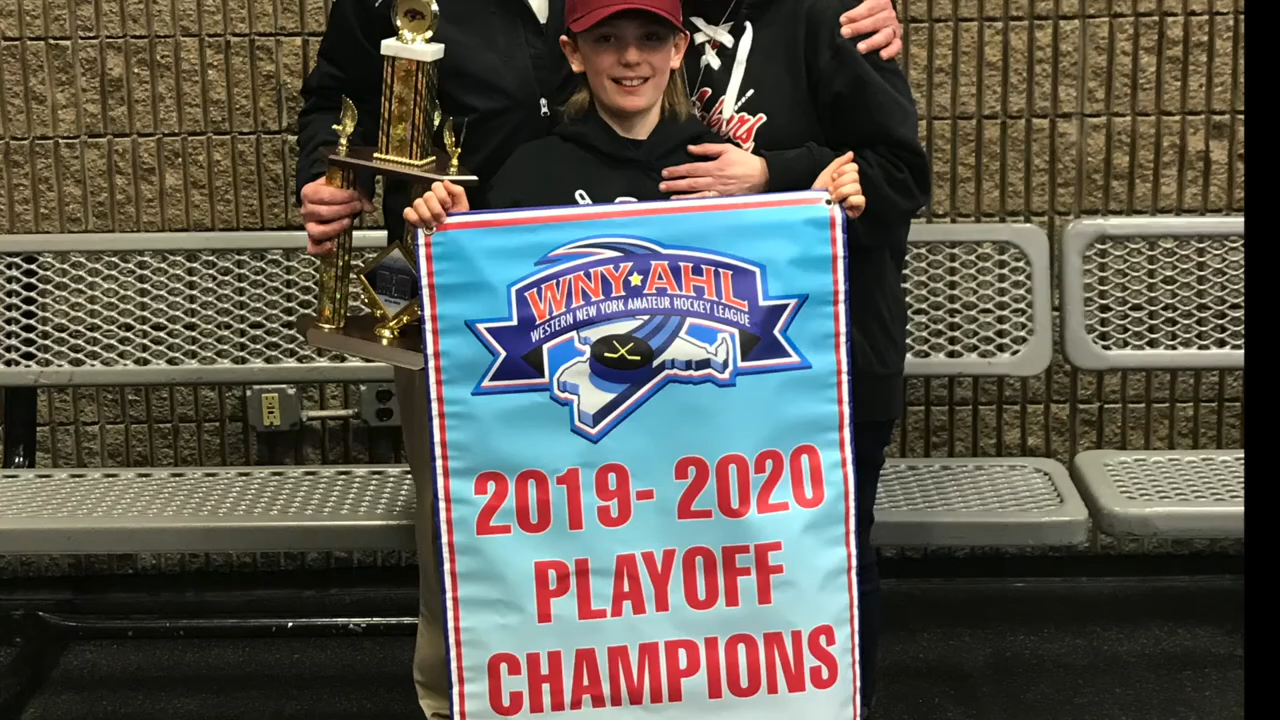 WNY AHL
WESTERN NEW YORK AMATEUR HOCKEY LEAGUE
2019- 2020
PLAYOFF
CHAMPIONS